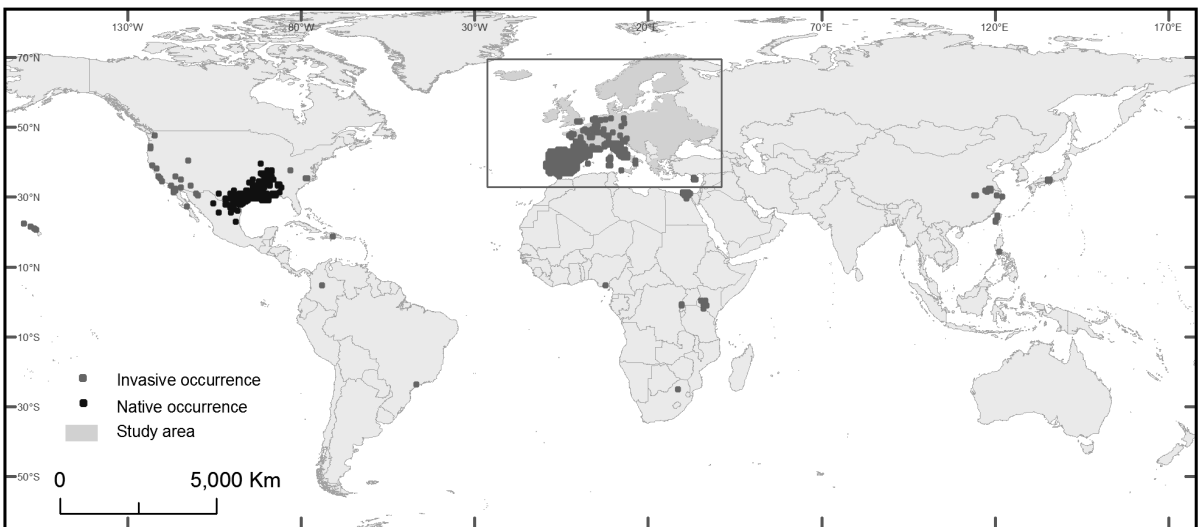 130°W 80°W 30°W 20°E 70°E 120°E 170°E
70°N
50°N
30°N
10°N
10°S
30°S
50°S
Invasive occurrence
Native occurrence
Study area
0 5,000 Km